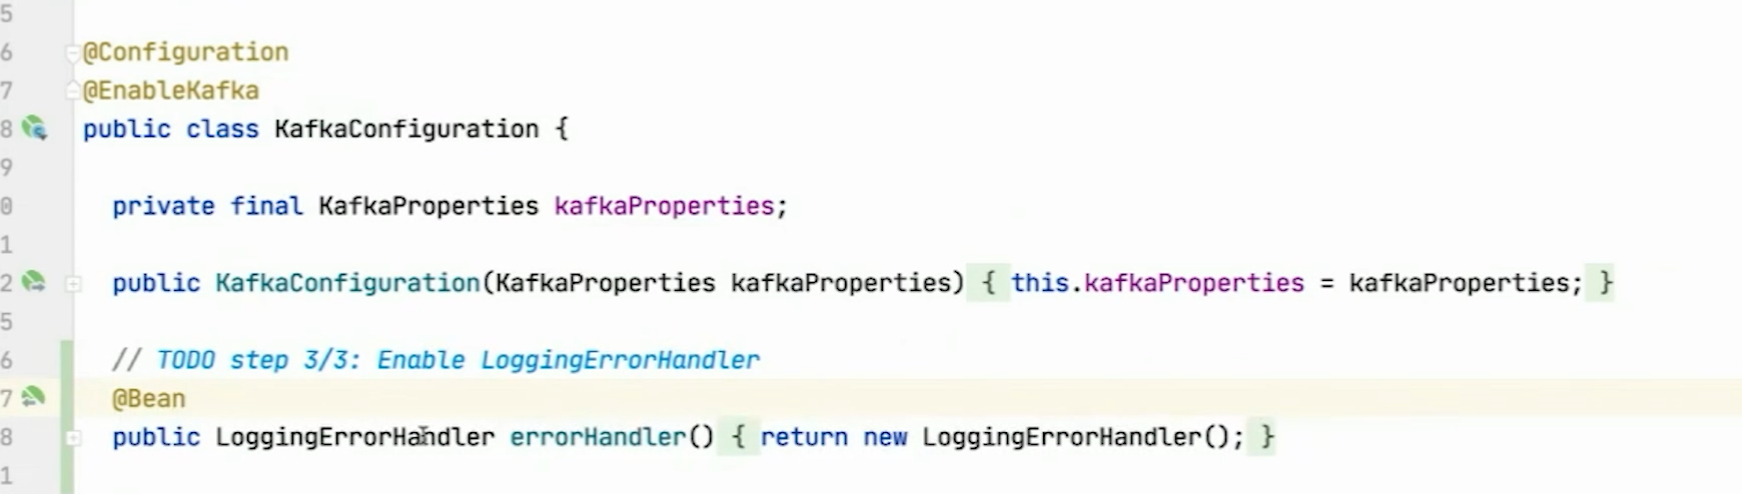 5
6 @Configuration
7 @EnableKafka
8 public class KafkaConfiguration {
9
0 private final KafkaProperties kafkaProperties;
1
2 public KafkaConfiguration(KafkaProperties kafkaProperties) { this.kafkaProperties = kafkaProperties; }
5
6 // TODO step 3/3: Enable LoggingErrorHandler
7 @Bean
8 public LoggingErrorHandler errorHandler() { return new LoggingErrorHandler(); }
1